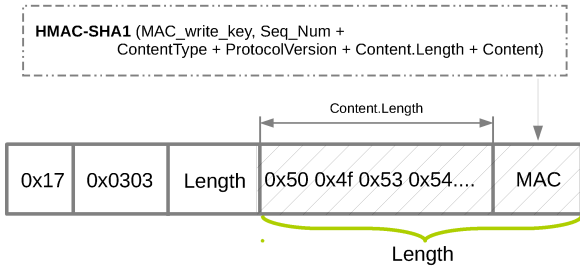 HMAC-SHA1 (MAC_write_key, Seq_Num +
ContentType + ProtocolVersion + Content.Length + Content)
Content.Length
0x17 0x0303 Length 0x50 0x4f 0x53 0x54.... MAC
Length